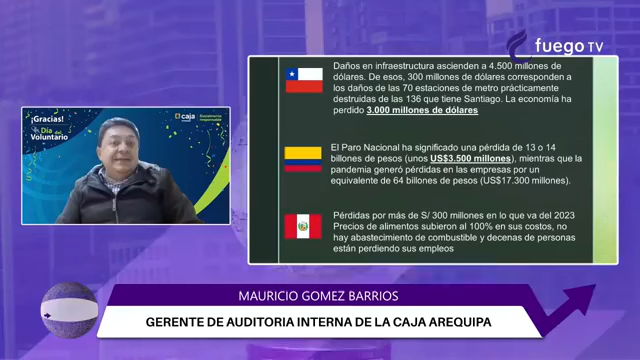 fuego TV
Daños en infraestructura ascienden a 4.500 millones de
dólares. De esos, 300 millones de dólares corresponden a
los daños de las 70 estaciones de metro prácticamente
destruidas de las 136 que tiene Santiago. La economía ha
perdido 3.000 millones de dólares
¡Gracias!
Día del
Voluntario
caja
Socialmente
responsable
El Paro Nacional ha significado una pérdida de 13 o 14
billones de pesos (unos US$3.500 millones), mientras que la
pandemia generó pérdidas en las empresas por un
equivalente de 64 billones de pesos (US$17.300 millones).
Pérdidas por más de S/ 300 millones en lo que va del 2023
Precios de alimentos subieron al 100% en sus costos, no
hay abastecimiento de combustible y decenas de personas
están perdiendo sus empleos
MAURICIO GOMEZ BARRIOS
GERENTE DE AUDITORIA INTERNA DE LA CAJA AREQUIPA